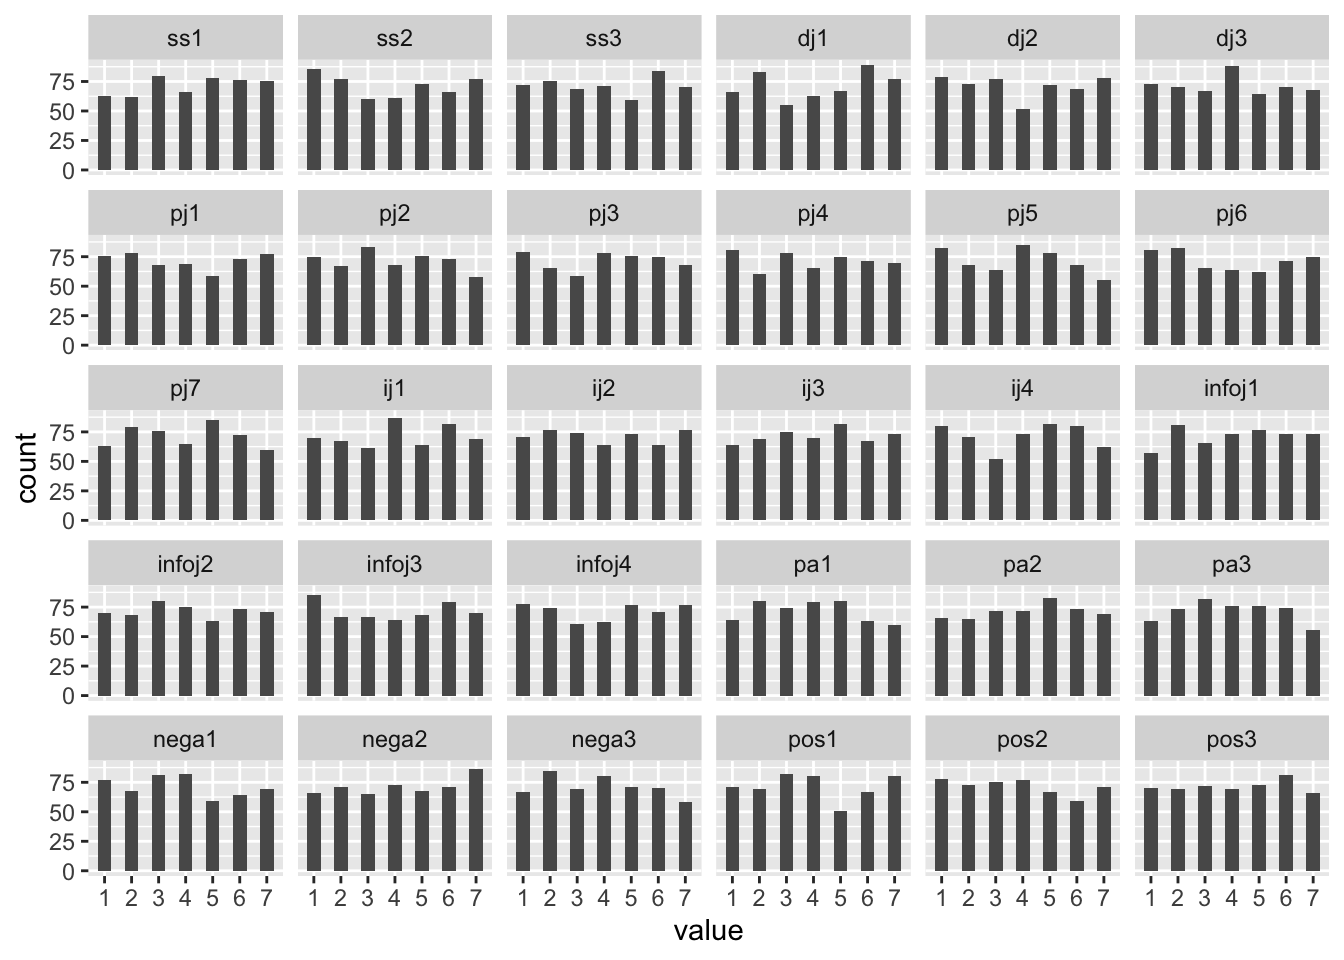 ss1 ss2 ss3 dj1 dj2 dj3
75
50
25
0
pj1 pj2 pj3 pj4 pj5 pj6
75
50
25
0
pj7 ij1 ij2 ij3 ij4 infoj1
75
50
25
0
infoj2 infoj3 infoj4 pa1 pa2 pa3
75
50
25
0
nega1 nega2 nega3 pos1 pos2 pos3
75
50
25
0
1 2 3 4 5 6 7 1 2 3 4 5 6 7 1 2 3 4 5 6 7 1 2 3 4 5 6 7 1 2 3 4 5 6 7 1 2 3 4 5 6 7
value
count